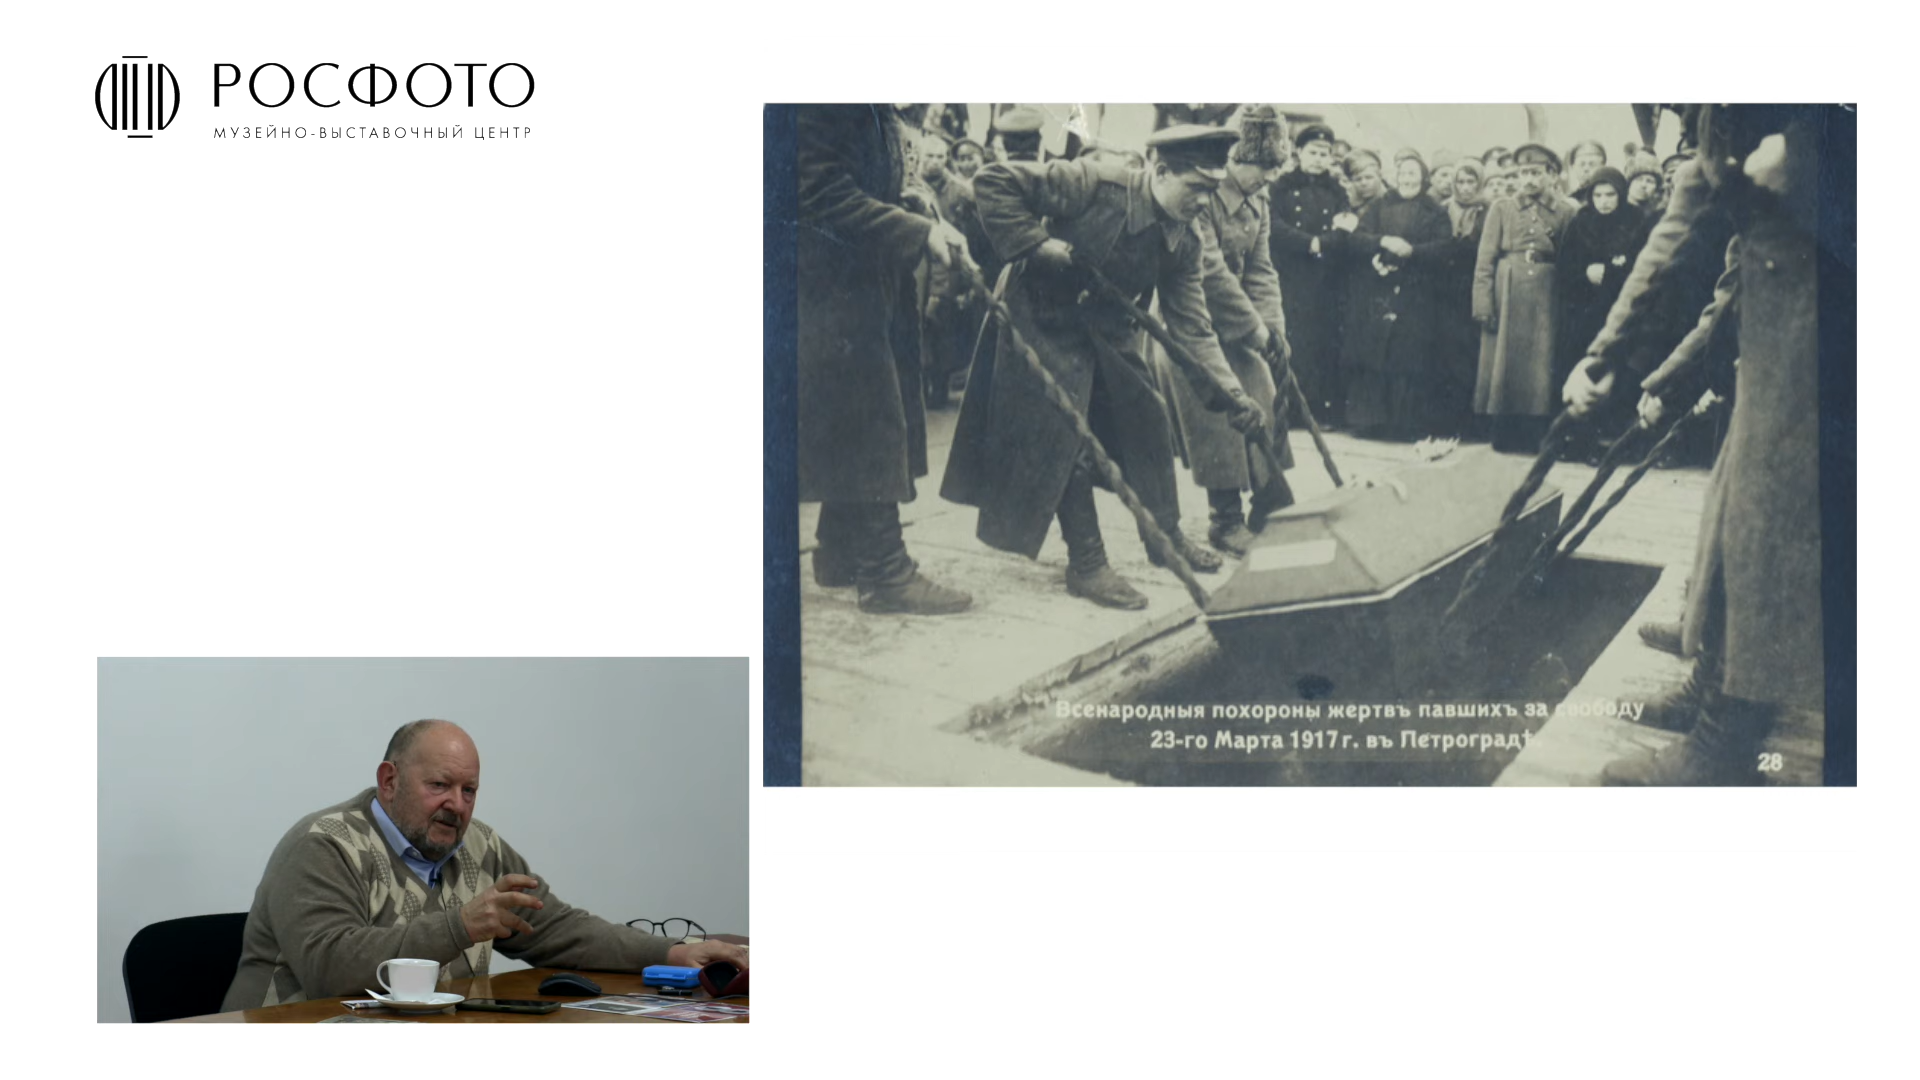 РОСФОТО
МУЗЕЙНО-ВЫСТАВОЧНЫЙ ЦЕНТР
Всенародныя похороны жертвъ павшихъ за свободу
23-го Марта 1917 г. въ Петроградѣ.
28